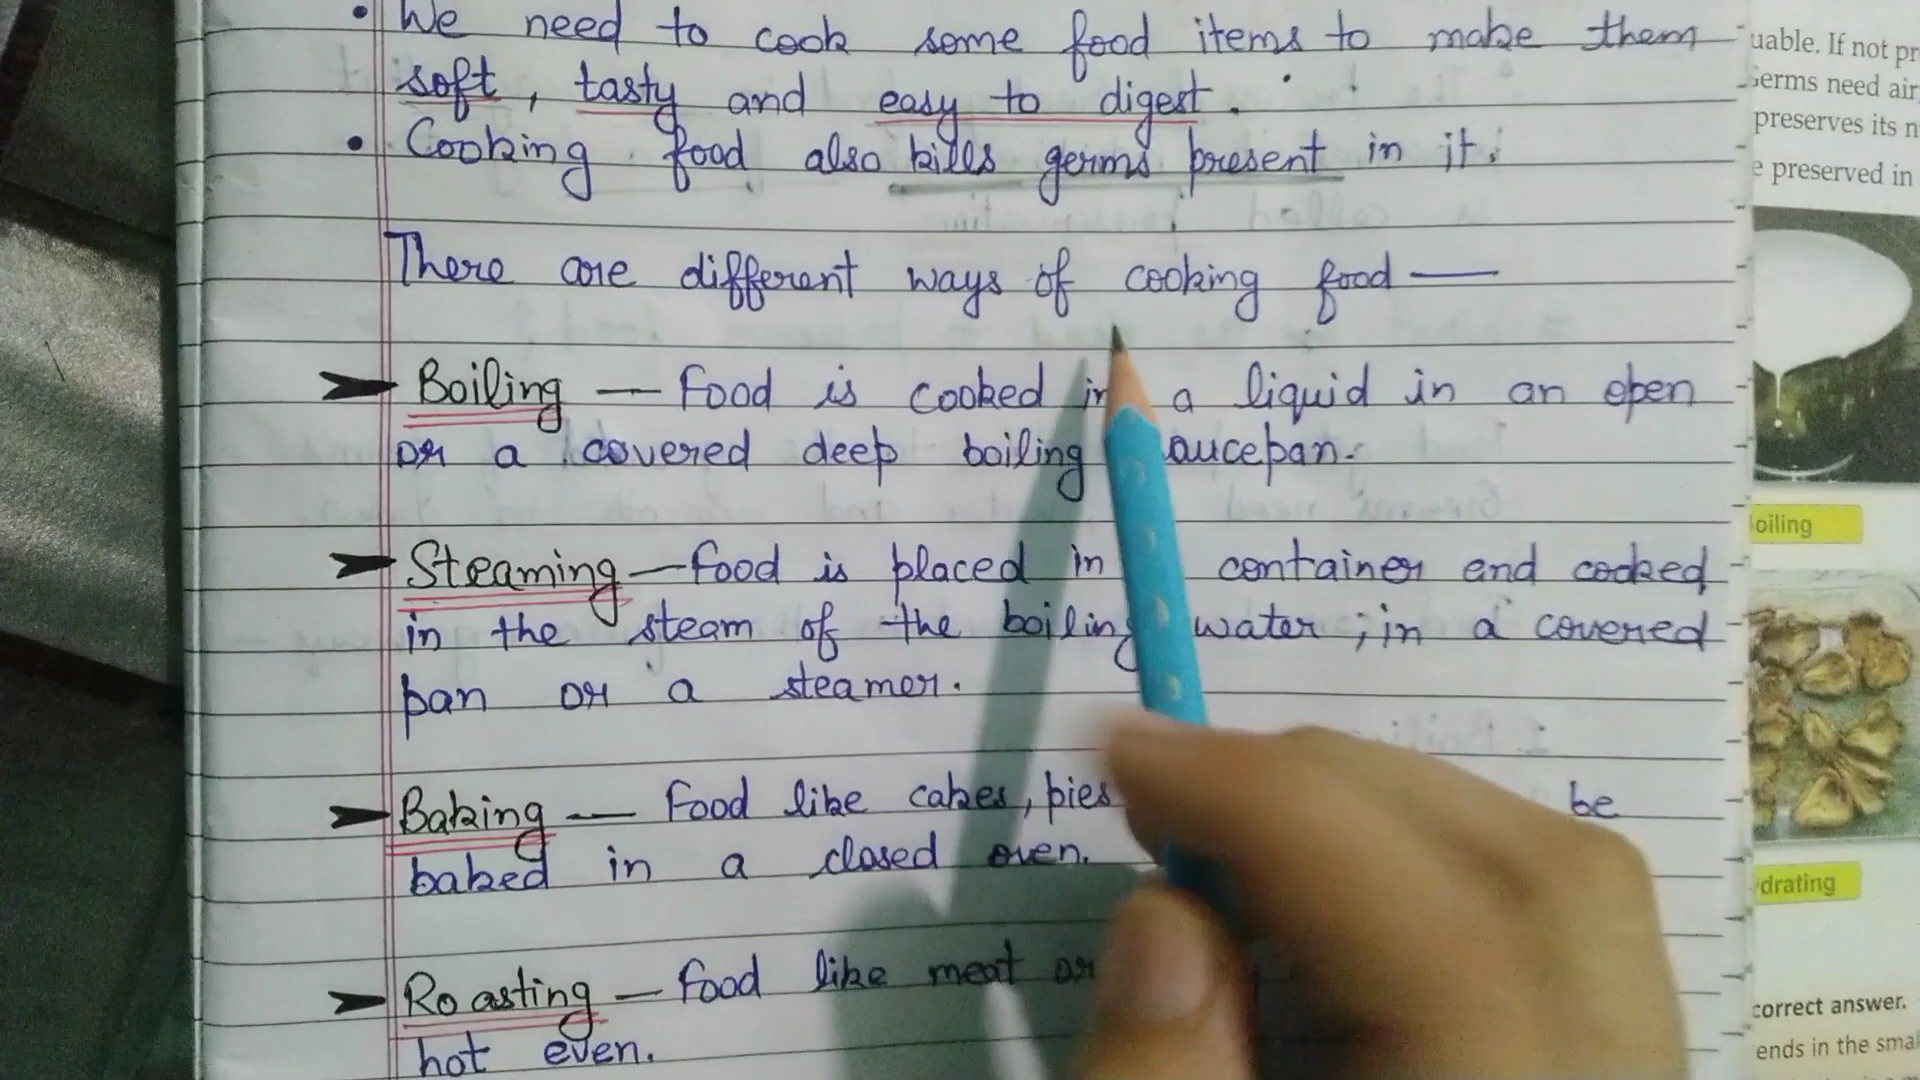 • We need to cook some food items to make them
soft, tasty and easy to digest.
• Cooking food also kills germs present in it.
There are different ways of cooking food —
➤ Boiling — Food is cooked in a liquid in an open
or a covered deep boiling aucepan.
➤ Steaming — Food is placed in container and cooked
in the steam of the boiling water ; in a covered
pan or a steamer.
➤ Baking — Food like cakes, pies be
baked in a closed oven.
➤ Roasting — Food like meat or
hot even.
uable. If not pr
Germs need air
preserves its n
e preserved in
oiling
ydrating
correct answer.
ends in the smal